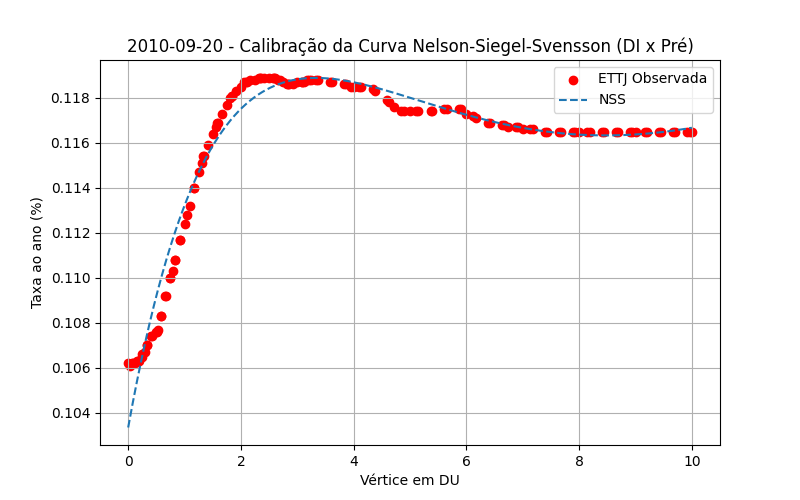 2010-09-20 - Calibração da Curva Nelson-Siegel-Svensson (DI x Pré)
ETTJ Observada
NSS
Taxa ao ano (%)
0.118
0.116
0.114
0.112
0.110
0.108
0.106
0.104
0 2 4 6 8 10
Vértice em DU